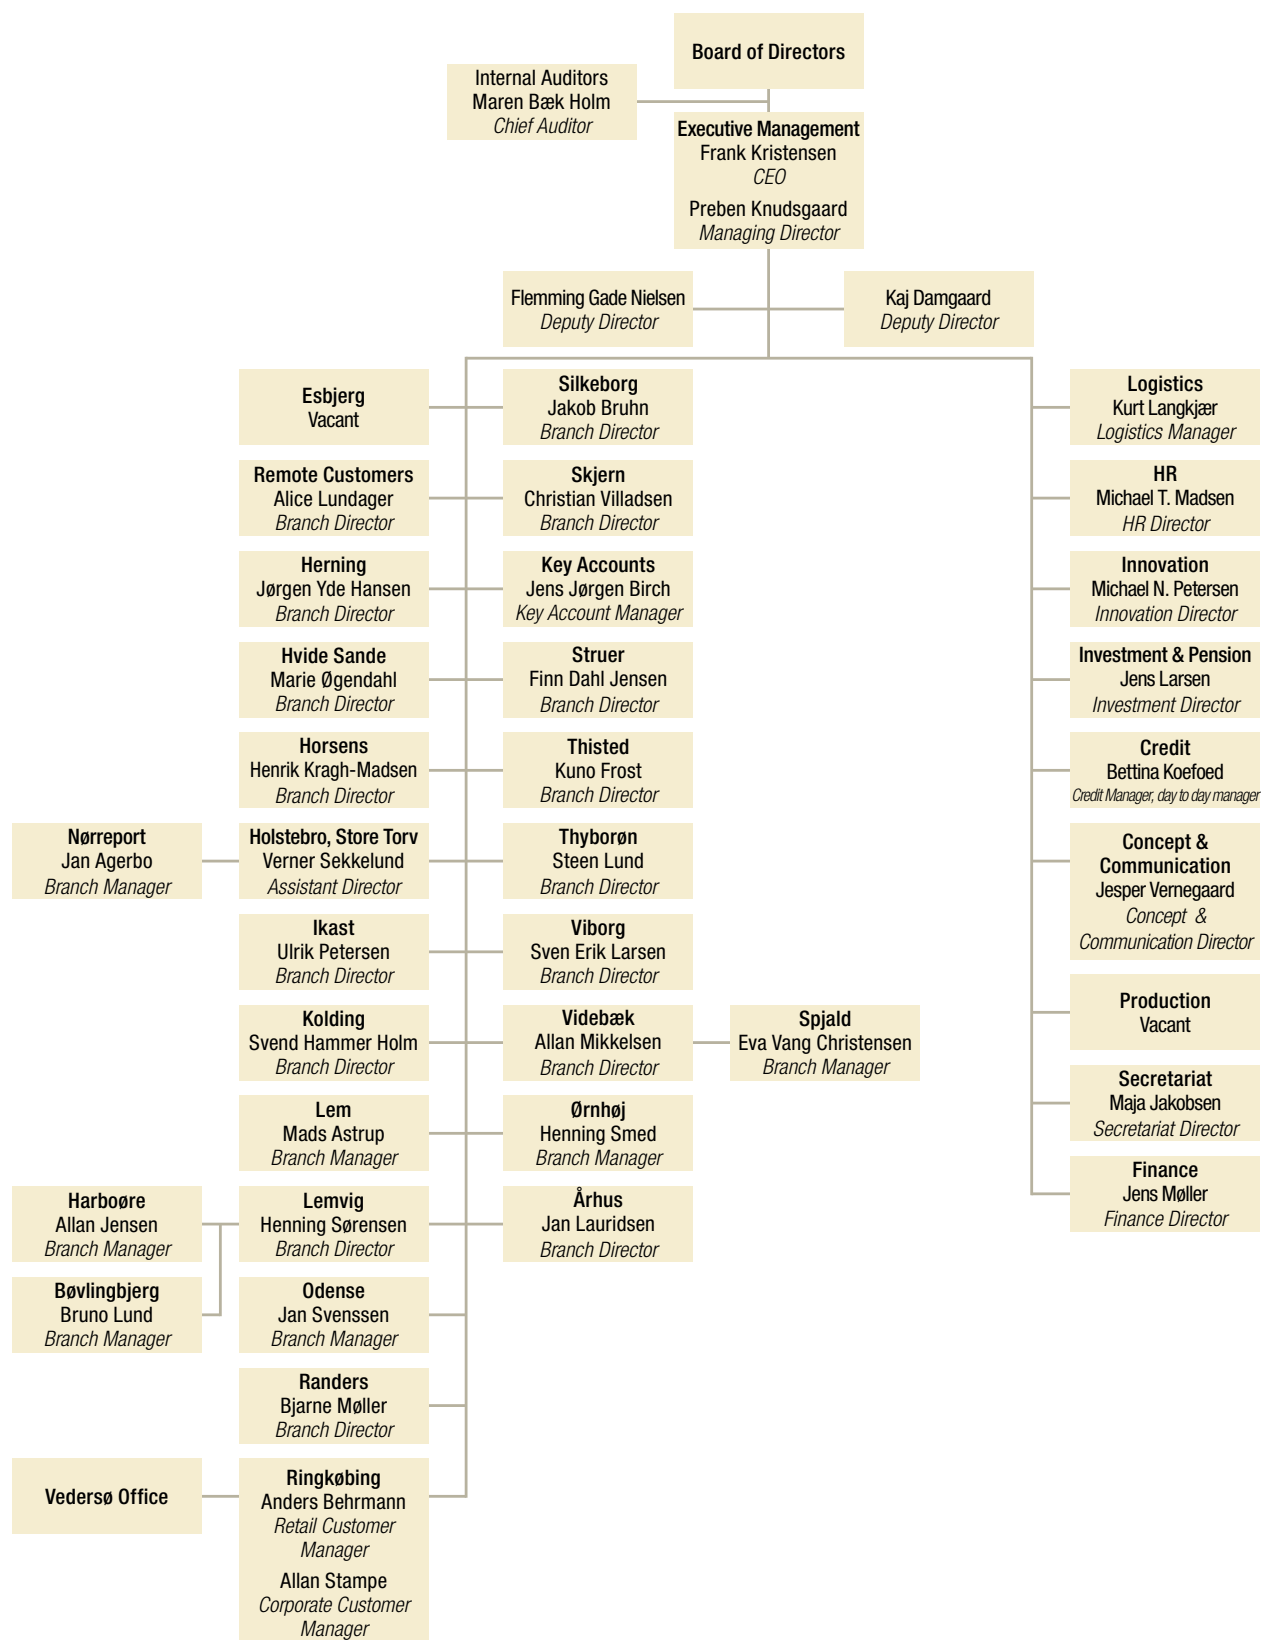 Board of Directors
Internal Auditors
Maren Bæk Holm
Chief Auditor
Executive Management
Frank Kristensen
CEO
Preben Knudsgaard
Managing Director
Flemming Gade Nielsen
Deputy Director
Kaj Damgaard
Deputy Director
Esbjerg
Vacant
Silkeborg
Jakob Bruhn
Branch Director
Logistics
Kurt Langkjær
Logistics Manager
Remote Customers
Alice Lundager
Branch Director
Skjern
Christian Villadsen
Branch Director
HR
Michael T. Madsen
HR Director
Herning
Jørgen Yde Hansen
Branch Director
Key Accounts
Jens Jørgen Birch
Key Account Manager
Innovation
Michael N. Petersen
Innovation Director
Hvide Sande
Marie Øgendahl
Branch Director
Struer
Finn Dahl Jensen
Branch Director
Investment & Pension
Jens Larsen
Investment Director
Horsens
Henrik Kragh-Madsen
Branch Director
Thisted
Kuno Frost
Branch Director
Credit
Bettina Koefoed
Credit Manager, day to day manager
Nørreport
Jan Agerbo
Branch Manager
Holstebro, Store Torv
Verner Sekkelund
Assistant Director
Thyborøn
Steen Lund
Branch Director
Concept &
Communication
Jesper Vernegaard
Concept &
Communication Director
Ikast
Ulrik Petersen
Branch Director
Viborg
Sven Erik Larsen
Branch Director
Production
Vacant
Kolding
Svend Hammer Holm
Branch Director
Videbæk
Allan Mikkelsen
Branch Director
Spjald
Eva Vang Christensen
Branch Manager
Secretariat
Maja Jakobsen
Secretariat Director
Lem
Mads Astrup
Branch Manager
Ørnhøj
Henning Smed
Branch Manager
Finance
Jens Møller
Finance Director
Harboøre
Allan Jensen
Branch Manager
Lemvig
Henning Sørensen
Branch Director
Århus
Jan Lauridsen
Branch Director
Bøvlingbjerg
Bruno Lund
Branch Manager
Odense
Jan Svenssen
Branch Manager
Randers
Bjarne Møller
Branch Director
Vedersø Office
Ringkøbing
Anders Behrmann
Retail Customer
Manager
Allan Stampe
Corporate Customer
Manager